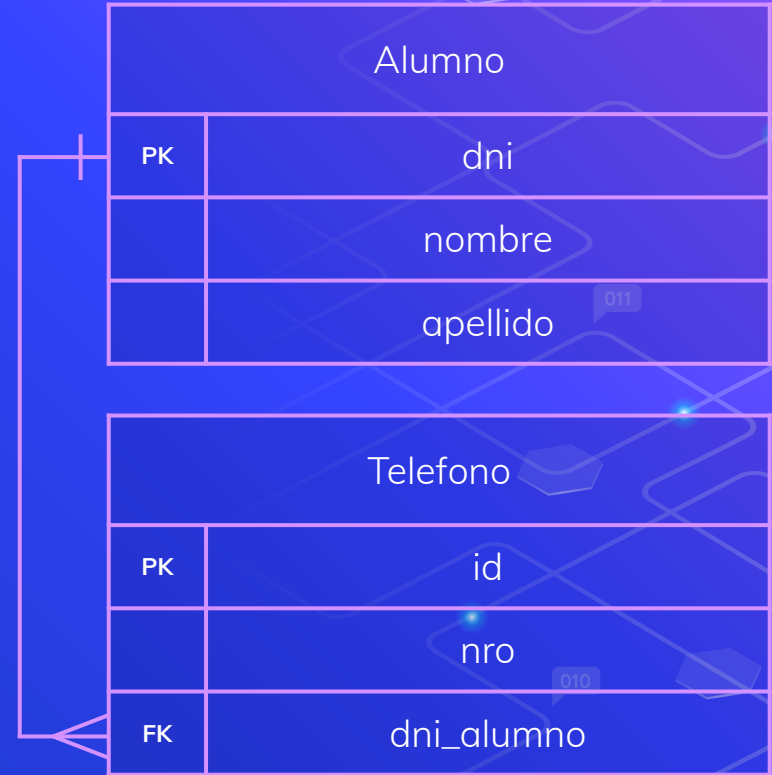 Alumno
PK dni
nombre
apellido
011
Telefono
PK id
nro
010
FK dni_alumno